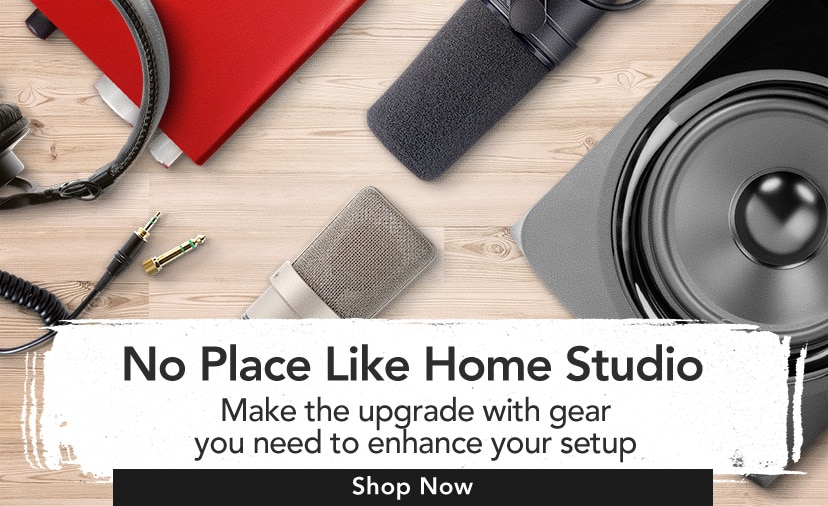 No Place Like Home Studio
Make the upgrade with gear
you need to enhance your setup
Shop Now